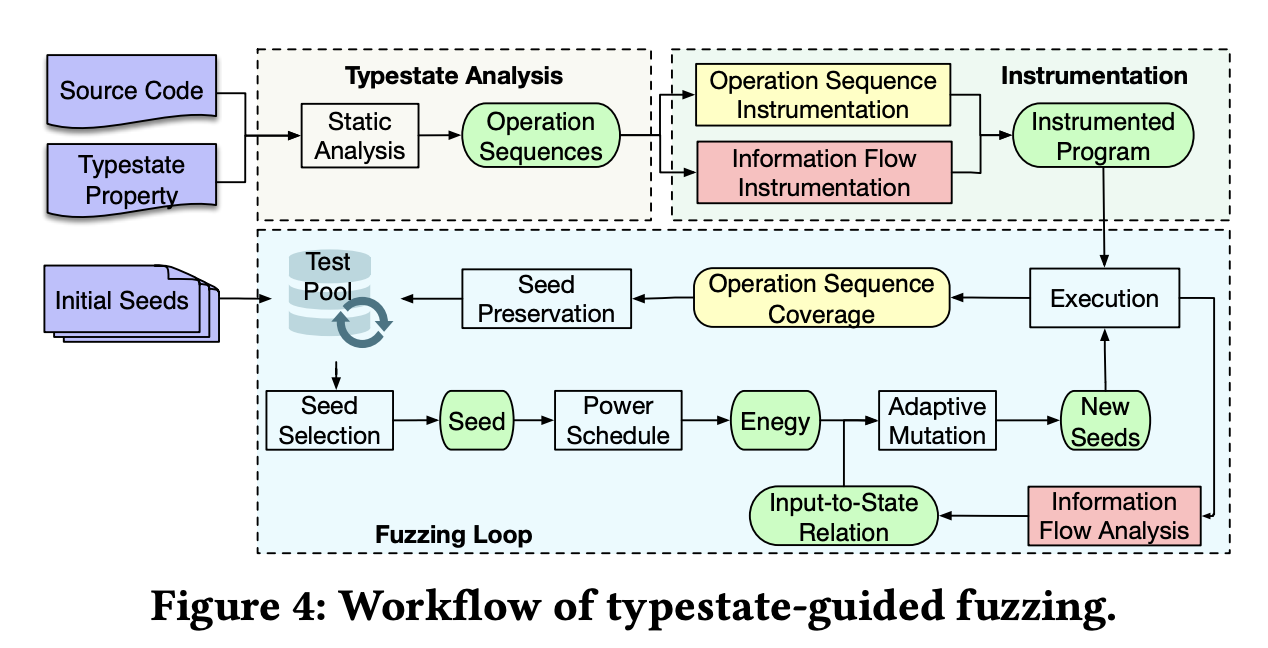 Source Code
Typestate
Property
Typestate Analysis
Static
Analysis
Operation
Sequences
Instrumentation
Operation Sequence
Instrumentation
Information Flow
Instrumentation
Instrumented
Program
Initial Seeds
Test
Pool
Seed
Preservation
Operation Sequence
Coverage
Execution
Seed
Selection
Seed
Power
Schedule
Enegy
Adaptive
Mutation
New
Seeds
Input-to-State
Relation
Information
Flow Analysis
Fuzzing Loop
Figure 4: Workflow of typestate-guided fuzzing.